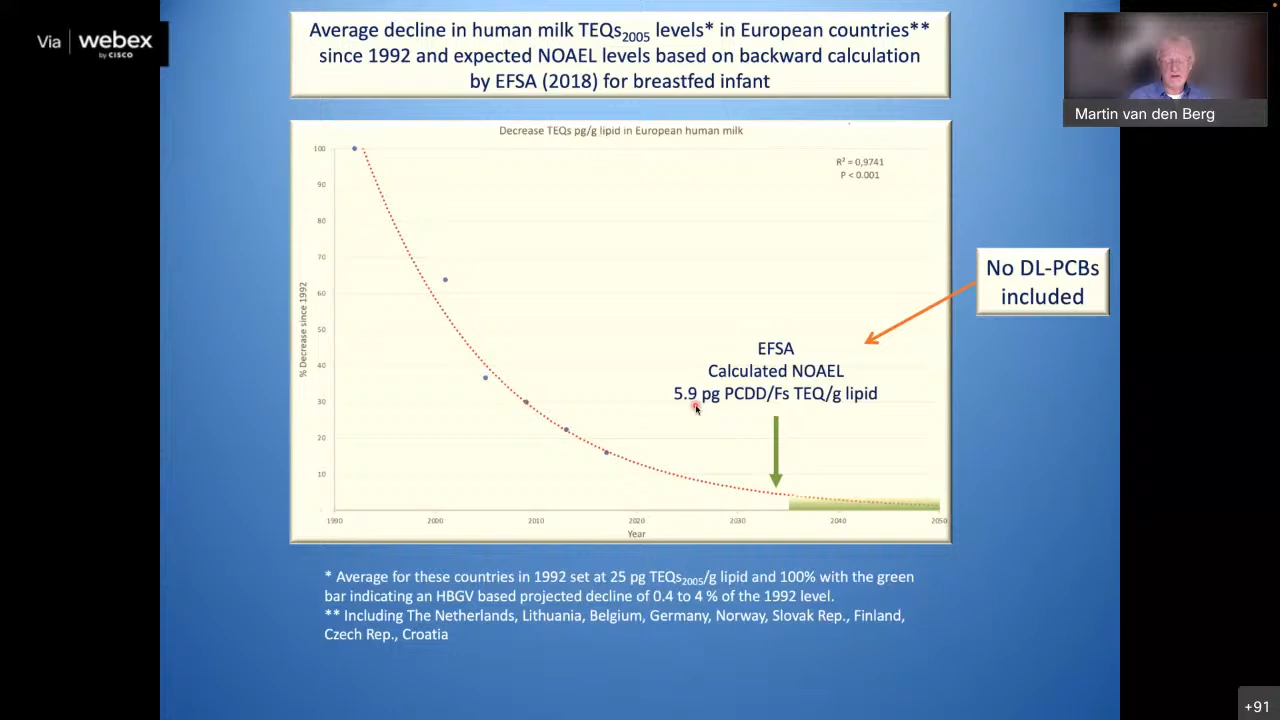 Via | webex
by CISCO
Average decline in human milk TEQs2005 levels* in European countries**
since 1992 and expected NOAEL levels based on backward calculation
by EFSA (2018) for breastfed infant
Martin van den Berg
Decrease TEQs pg/g lipid in European human milk
R² = 0,9741
P < 0.001
% Decrease since 1992
100
90
80
70
60
50
40
30
20
10
-
1990
2000
2010
2020
2030
2040
2050
Year
EFSA
Calculated NOAEL
5.9 pg PCDD/Fs TEQ/g lipid
No DL-PCBs
included
* Average for these countries in 1992 set at 25 pg TEQs2005/g lipid and 100% with the green
bar indicating an HBGV based projected decline of 0.4 to 4 % of the 1992 level.
** Including The Netherlands, Lithuania, Belgium, Germany, Norway, Slovak Rep., Finland,
Czech Rep., Croatia
+91